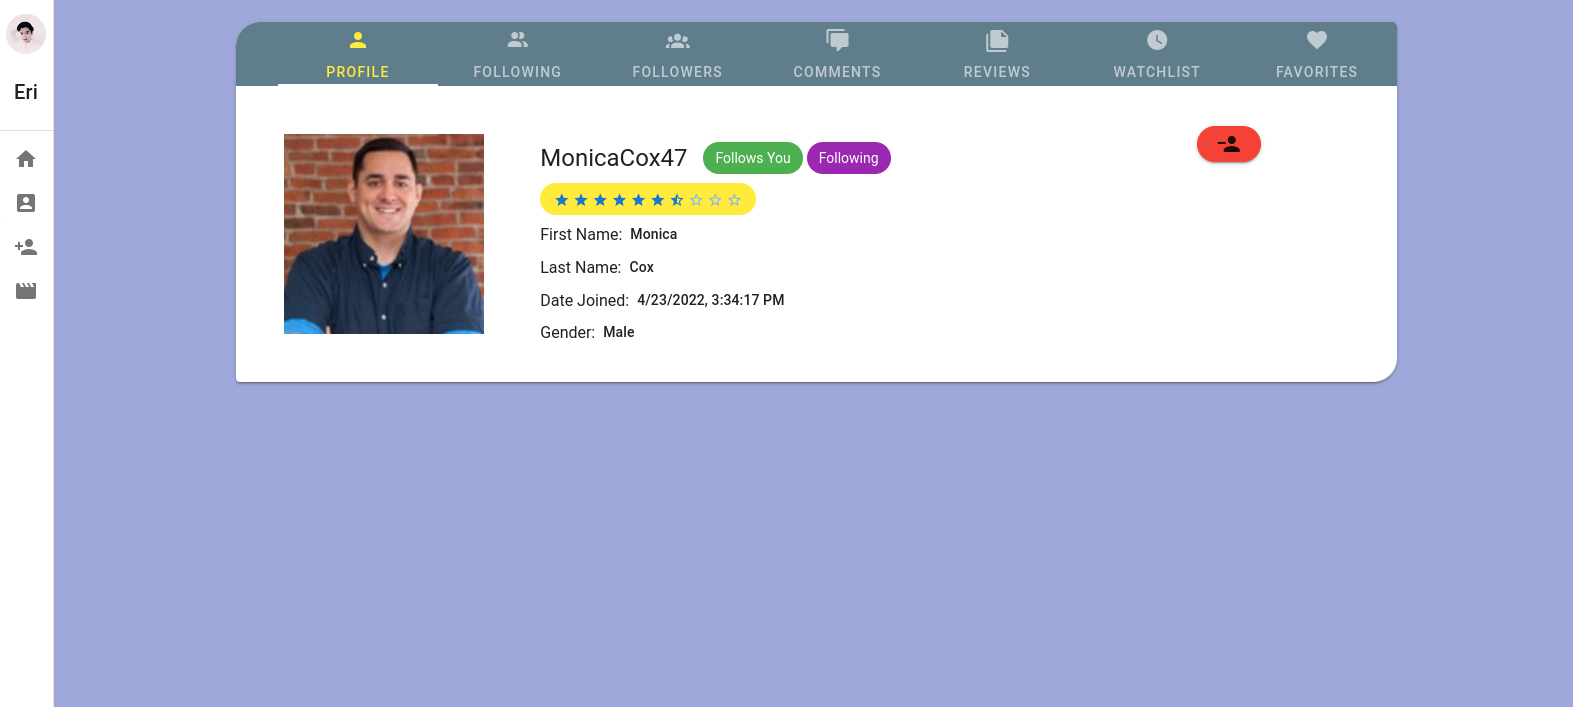 Eri
PROFILE FOLLOWING FOLLOWERS COMMENTS REVIEWS WATCHLIST FAVORITES
MonicaCox47 Follows You Following
First Name: Monica
Last Name: Cox
Date Joined: 4/23/2022, 3:34:17 PM
Gender: Male